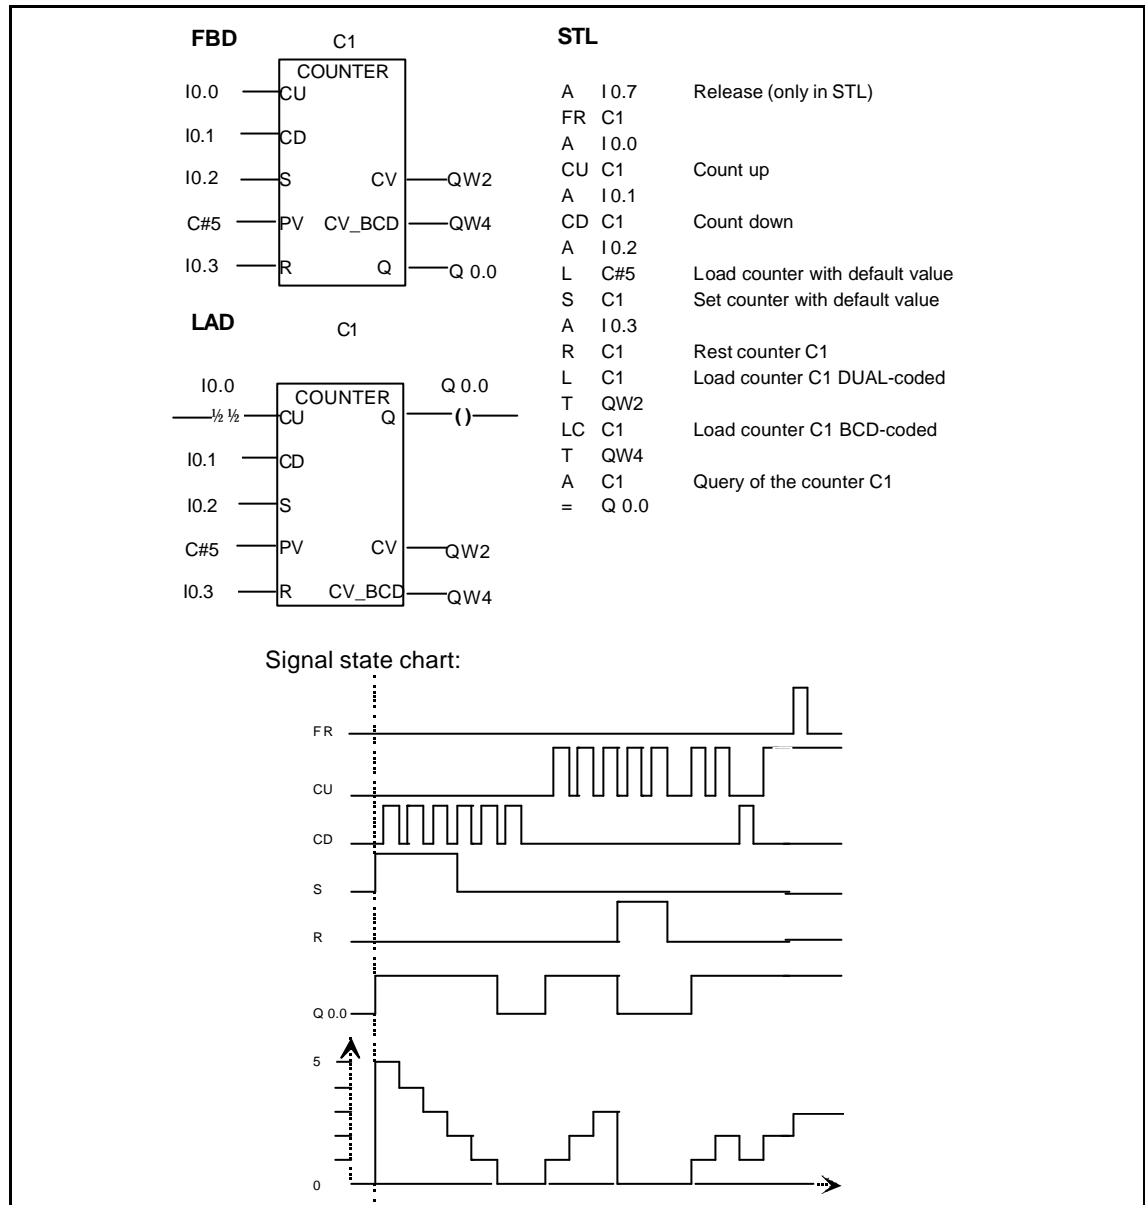 FBD
C1
COUNTER
I0.0
CU
I0.1
CD
I0.2
S
CV
QW2
C#5
PV
CV_BCD
QW4
I0.3
R
Q
Q 0.0
LAD
C1
I0.0
Q 0.0
COUNTER
½ ½
CU
Q
( )
I0.1
CD
I0.2
S
C#5
PV
CV
QW2
I0.3
R
CV_BCD
QW4
STL
A I 0.7 Release (only in STL)
FR C1
A I 0.0
CU C1 Count up
A I 0.1
CD C1 Count down
A I 0.2
L C#5 Load counter with default value
S C1 Set counter with default value
A I 0.3
R C1 Rest counter C1
L C1 Load counter C1 DUAL-coded
T QW2
LC C1 Load counter C1 BCD-coded
T QW4
A C1 Query of the counter C1
= Q 0.0
Signal state chart:
FR
CU
CD
S
R
Q 0.0
5
0